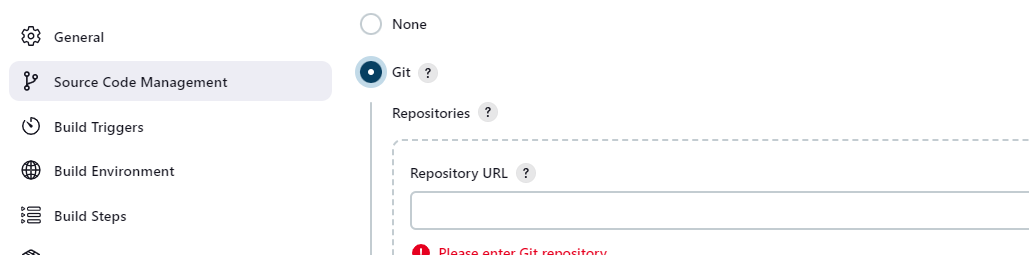 General
Source Code Management
Build Triggers
Build Environment
Build Steps
None
Git ?
Repositories ?
Repository URL ?
Please enter Git repository.